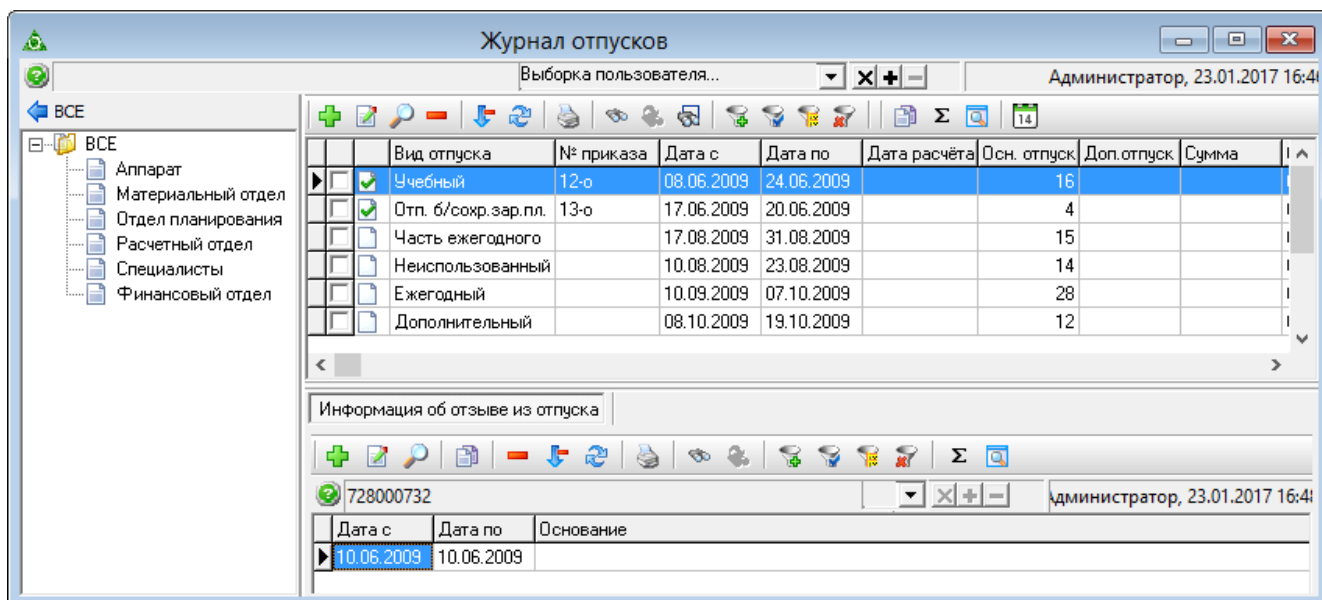 Журнал отпусков
Выборка пользователя... Администратор, 23.01.2017 16:4
ВСЕ
ВСЕ
Аппарат
Материальный отдел
Отдел планирования
Расчетный отдел
Специалисты
Финансовый отдел
14
Вид отпуска № приказа Дата с Дата по Дата расчёта Осн. отпуск Доп.отпуск Сумма
Учебный 12-о 08.06.2009 24.06.2009 16
Отп. б/сохр.зар.пл. 13-о 17.06.2009 20.06.2009 4
Часть ежегодного 17.08.2009 31.08.2009 15
Неиспользованный 10.08.2009 23.08.2009 14
Ежегодный 10.09.2009 07.10.2009 28
Дополнительный 08.10.2009 19.10.2009 12
Информация об отзыве из отпуска
728000732 дминистратор, 23.01.2017 16:4
Дата с Дата по Основание
10.06.2009 10.06.2009